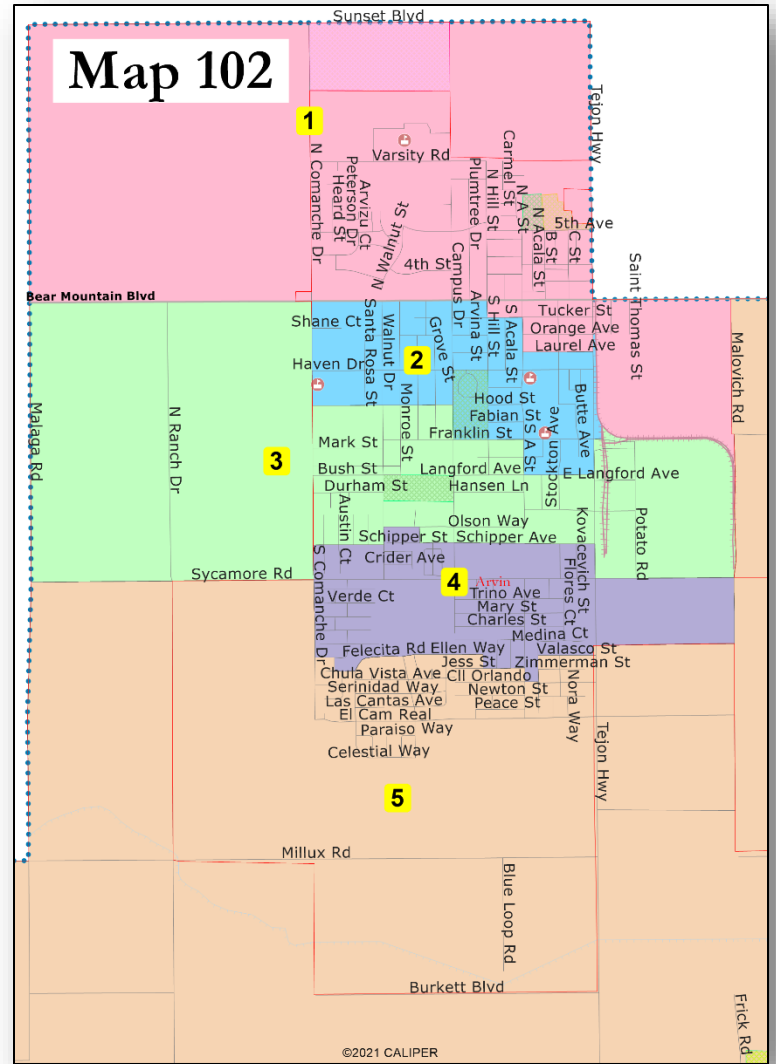 Sunset Blvd
Map 102
Tejon Hwy
1
Varsity Rd
N Comanche Dr
Peterson Dr
Heard St
Arvizu Ct
N Walnut St
Plumtree Dr
N Hill St
Carmel St
N A St
N Acala St
B St
C St
5th Ave
4th St
Campus Dr
Saint Thomas St
Bear Mountain Blvd
Shane Ct
Santa Rosa St
Walnut Dr
Grove St
Arvina St
S Hill St
S Acala St
Tucker St
Orange Ave
Laurel Ave
Malovich Rd
2
Haven Dr
Monroe St
Hood St
Fabian St
Franklin St
S A St
Stockton Ave
Butte Ave
Malaga Rd
N Ranch Dr
3
Mark St
Bush St
Langford Ave
E Langford Ave
Durham St
Hansen Ln
Austin Ct
Olson Way
Schipper St
Schipper Ave
Kovacevich St
Potato Rd
Crider Ave
Sycamore Rd
S Comanche Dr
4
Arvin
Flores Ct
Verde Ct
Trino Ave
Mary St
Charles St
Medina Ct
Felecita Rd
Ellen Way
Valasco St
Jess St
Zimmerman St
Chula Vista Ave
Cll Orlando
Serinidad Way
Newton St
Las Cantas Ave
Peace St
El Cam Real
Nora Way
Paraiso Way
Tejon Hwy
Celestial Way
5
Millux Rd
Blue Loop Rd
Burkett Blvd
Frick Rd
©2021 CALIPER